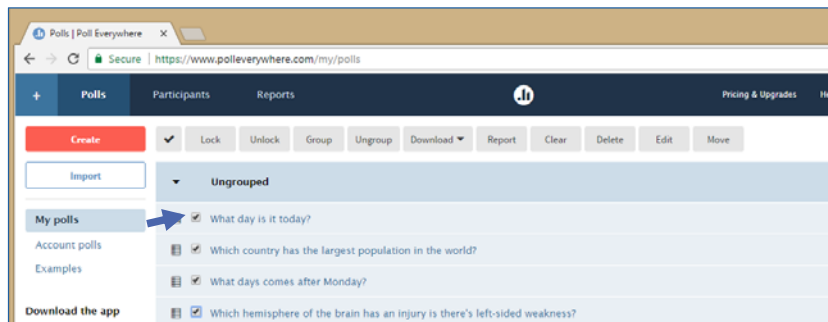 Polls | Poll Everywhere
Secure https://www.polleverywhere.com/my/polls
+ Polls Participants Reports Pricing & Upgrades
Create Lock Unlock Group Ungroup Download Report Clear Delete Edit Move
Import
Ungrouped
My polls
What day is it today?
Account polls
Which country has the largest population in the world?
Examples
What days comes after Monday?
Download the app
Which hemisphere of the brain has an injury is there's left-sided weakness?